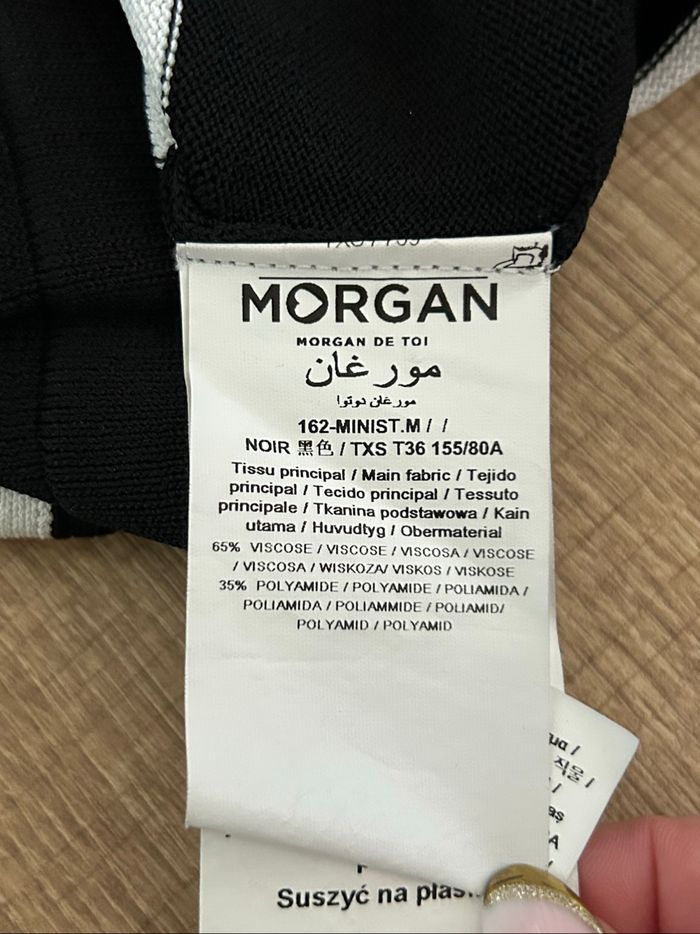 MORGAN
MORGAN DE TOI
مورغان
مورغان دوتوا
162-MINIST.M / /
NOIR 黑色 / TXS T36 155/80A
Tissu principal / Main fabric / Tejido
principal / Tecido principal / Tessuto
principale / Tkanina podstawowa / Kain
utama / Huvudtyg / Obermaterial
65% VISCOSE / VISCOSE / VISCOSA / VISCOSE
/ VISCOSA / WISKOZA/ VISKOS / VISKOSE
35% POLYAMIDE / POLYAMIDE / POLIAMIDA /
POLIAMIDA / POLIAMMIDE / POLIAMID/
POLYAMID / POLYAMID
Suszyć na